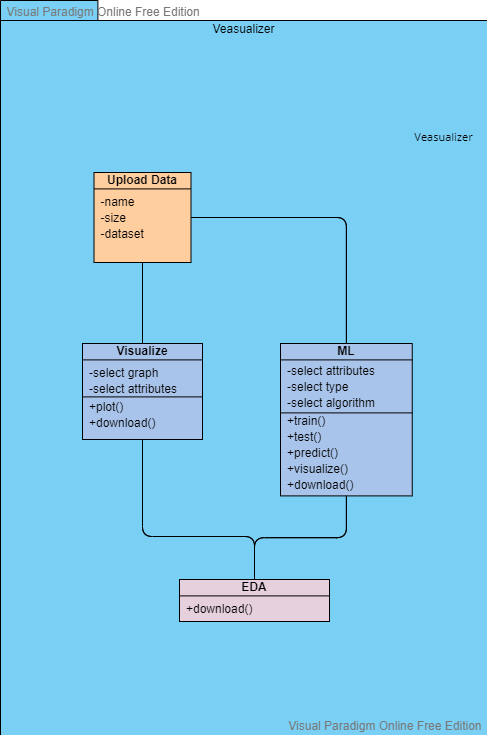 Visual Paradigm Online Free Edition
Veasualizer
Veasualizer
Upload Data
-name
-size
-dataset
Visualize
-select graph
-select attributes
+plot()
+download()
ML
-select attributes
-select type
-select algorithm
+train()
+test()
+predict()
+visualize()
+download()
EDA
+download()
Visual Paradigm Online Free Edition